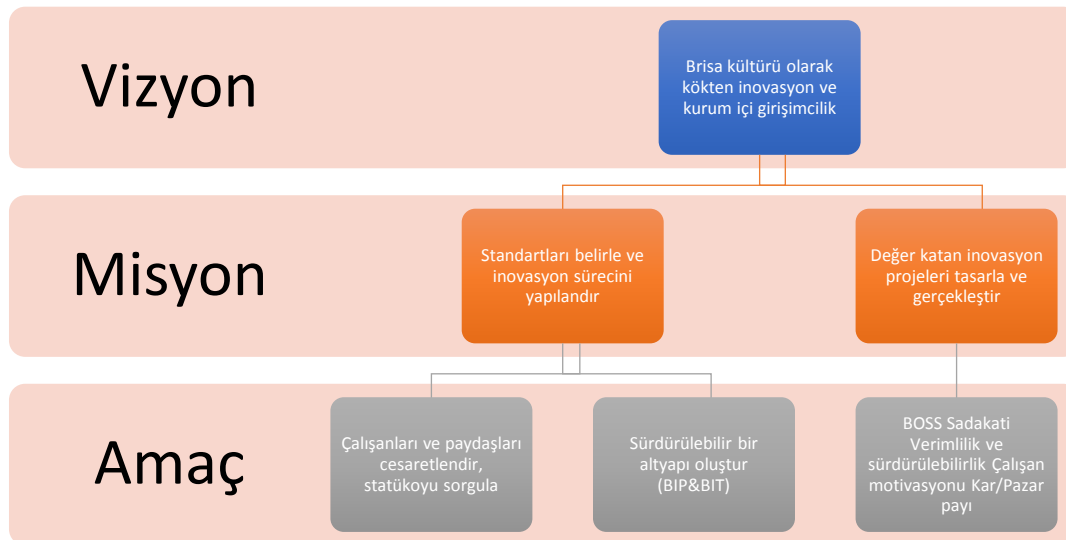 Vizyon
Brisa kültürü olarak
kökten inovasyon ve
kurum içi girişimcilik
Misyon
Standartları belirle ve
inovasyon sürecini
yapılandır
Değer katan inovasyon
projeleri tasarla ve
gerçekleştir
Amaç
Çalışanları ve paydaşları
cesaretlendir,
statükoyu sorgula
Sürdürülebilir bir
altyapı oluştur
(BIP&BIT)
BOSS Sadakati
Verimlilik ve
sürdürülebilirlik Çalışan
motivasyonu Kar/Pazar
payı